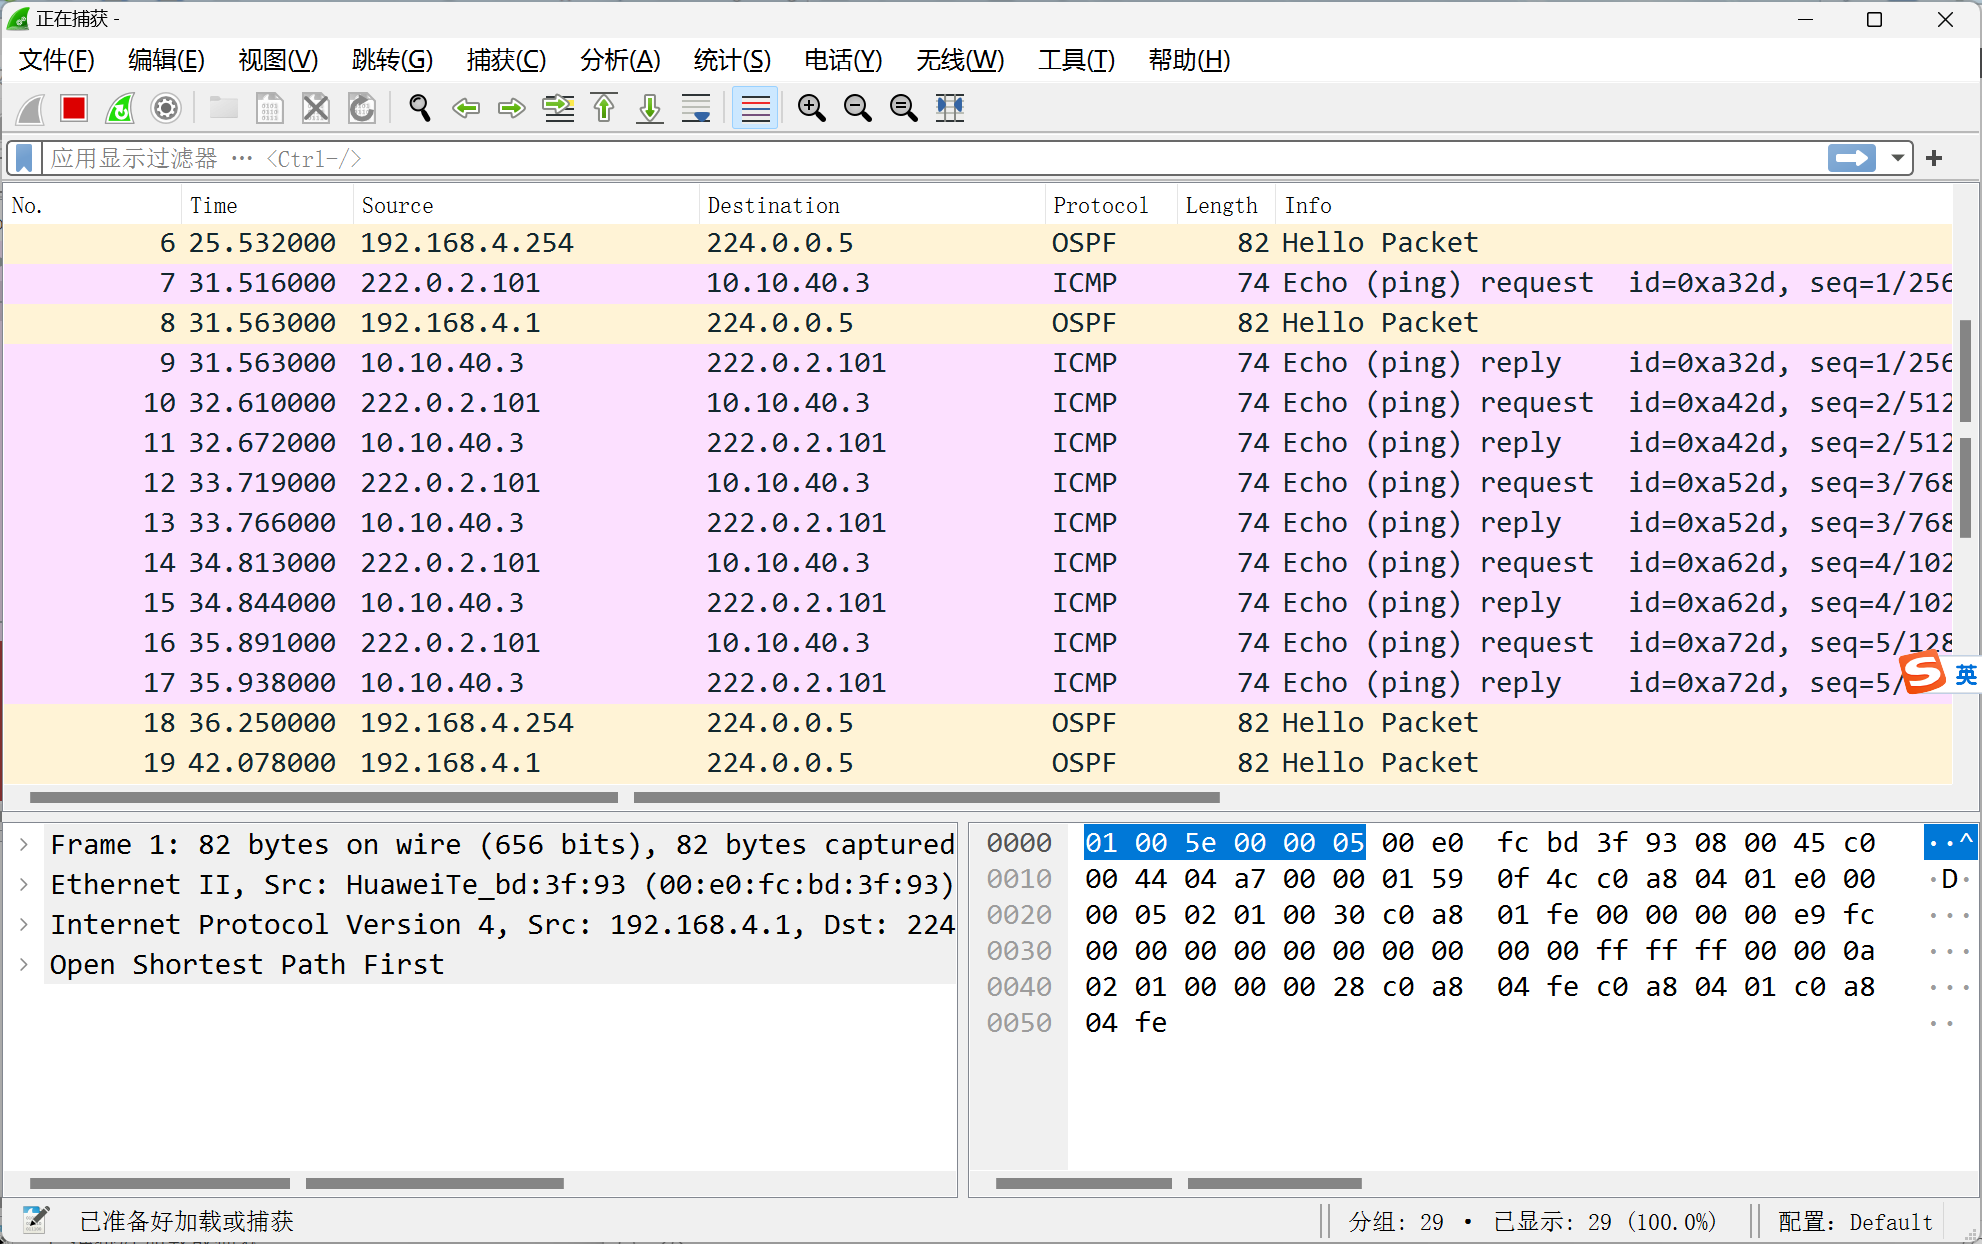 正在捕获 -
文件(F) 编辑(E) 视图(V) 跳转(G) 捕获(C) 分析(A) 统计(S) 电话(Y) 无线(W) 工具(T) 帮助(H)
应用显示过滤器 … <Ctrl-/>
No. Time Source Destination Protocol Length Info
6 25.532000 192.168.4.254 224.0.0.5 OSPF 82 Hello Packet
7 31.516000 222.0.2.101 10.10.40.3 ICMP 74 Echo (ping) request id=0xa32d, seq=1/256
8 31.563000 192.168.4.1 224.0.0.5 OSPF 82 Hello Packet
9 31.563000 10.10.40.3 222.0.2.101 ICMP 74 Echo (ping) reply id=0xa32d, seq=1/256
10 32.610000 222.0.2.101 10.10.40.3 ICMP 74 Echo (ping) request id=0xa42d, seq=2/512
11 32.672000 10.10.40.3 222.0.2.101 ICMP 74 Echo (ping) reply id=0xa42d, seq=2/512
12 33.719000 222.0.2.101 10.10.40.3 ICMP 74 Echo (ping) request id=0xa52d, seq=3/768
13 33.766000 10.10.40.3 222.0.2.101 ICMP 74 Echo (ping) reply id=0xa52d, seq=3/768
14 34.813000 222.0.2.101 10.10.40.3 ICMP 74 Echo (ping) request id=0xa62d, seq=4/102
15 34.844000 10.10.40.3 222.0.2.101 ICMP 74 Echo (ping) reply id=0xa62d, seq=4/102
16 35.891000 222.0.2.101 10.10.40.3 ICMP 74 Echo (ping) request id=0xa72d, seq=5/128
17 35.938000 10.10.40.3 222.0.2.101 ICMP 74 Echo (ping) reply id=0xa72d, seq=5/
英
18 36.250000 192.168.4.254 224.0.0.5 OSPF 82 Hello Packet
19 42.078000 192.168.4.1 224.0.0.5 OSPF 82 Hello Packet
Frame 1: 82 bytes on wire (656 bits), 82 bytes captured
Ethernet II, Src: HuaweiTe_bd:3f:93 (00:e0:fc:bd:3f:93)
Internet Protocol Version 4, Src: 192.168.4.1, Dst: 224
Open Shortest Path First
0000 01 00 5e 00 00 05 00 e0 fc bd 3f 93 08 00 45 c0 ··^
0010 00 44 04 a7 00 00 01 59 0f 4c c0 a8 04 01 e0 00 ·D·
0020 00 05 02 01 00 30 c0 a8 01 fe 00 00 00 00 e9 fc ···
0030 00 00 00 00 00 00 00 00 00 00 ff ff ff 00 00 0a ···
0040 02 01 00 00 00 28 c0 a8 04 fe c0 a8 04 01 c0 a8 ···
0050 04 fe ··
已准备好加载或捕获 分组: 29 · 已显示: 29 (100.0%) 配置: Default